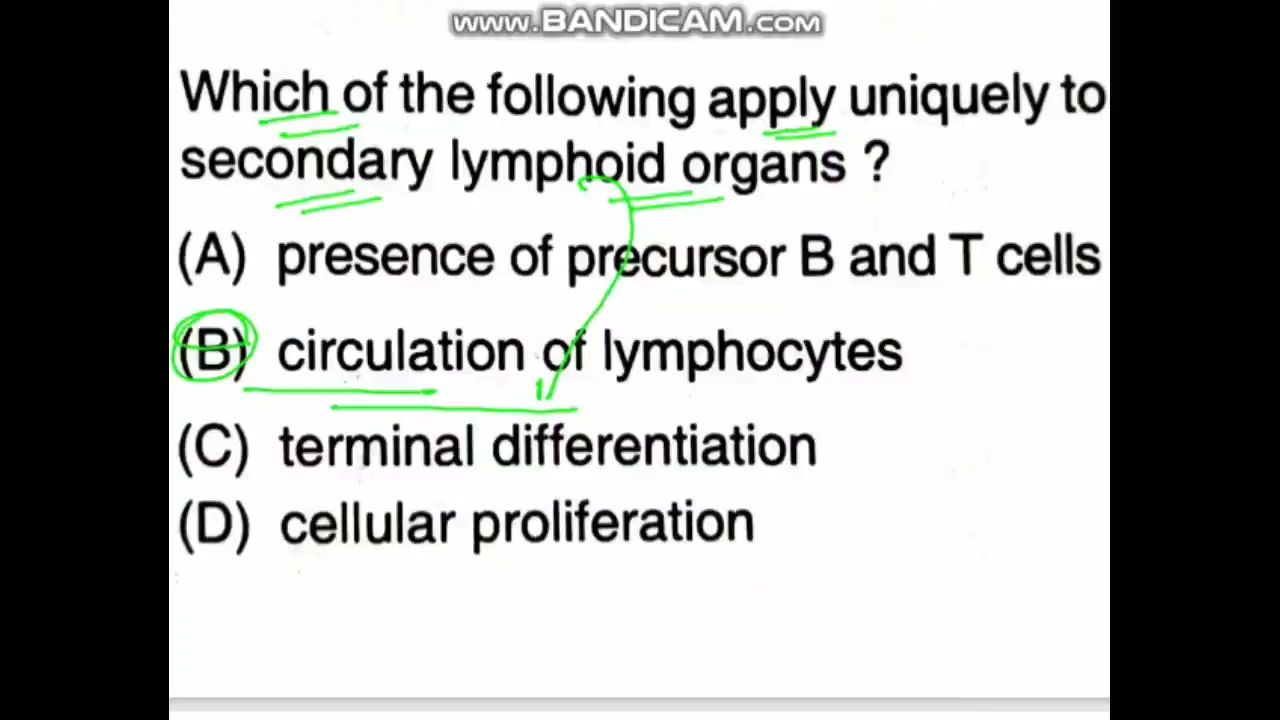 www.BANDICAM.com
Which of the following apply uniquely to
secondary lymphoid organs ?
(A) presence of precursor B and T cells
(B) circulation of lymphocytes
(C) terminal differentiation
(D) cellular proliferation